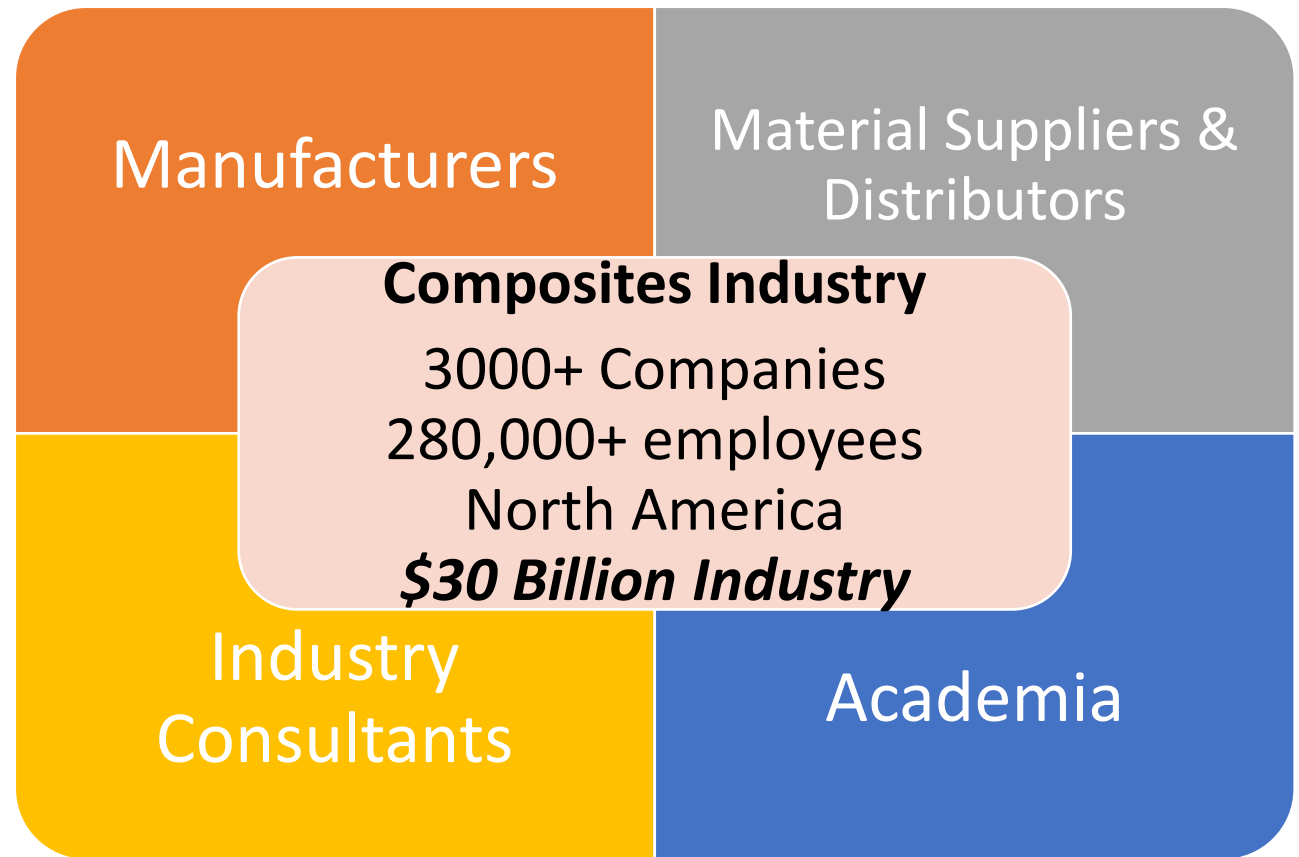 Manufacturers
Material Suppliers &
Distributors
Composites Industry
3000+ Companies
280,000+ employees
North America
$30 Billion Industry
Industry
Consultants
Academia